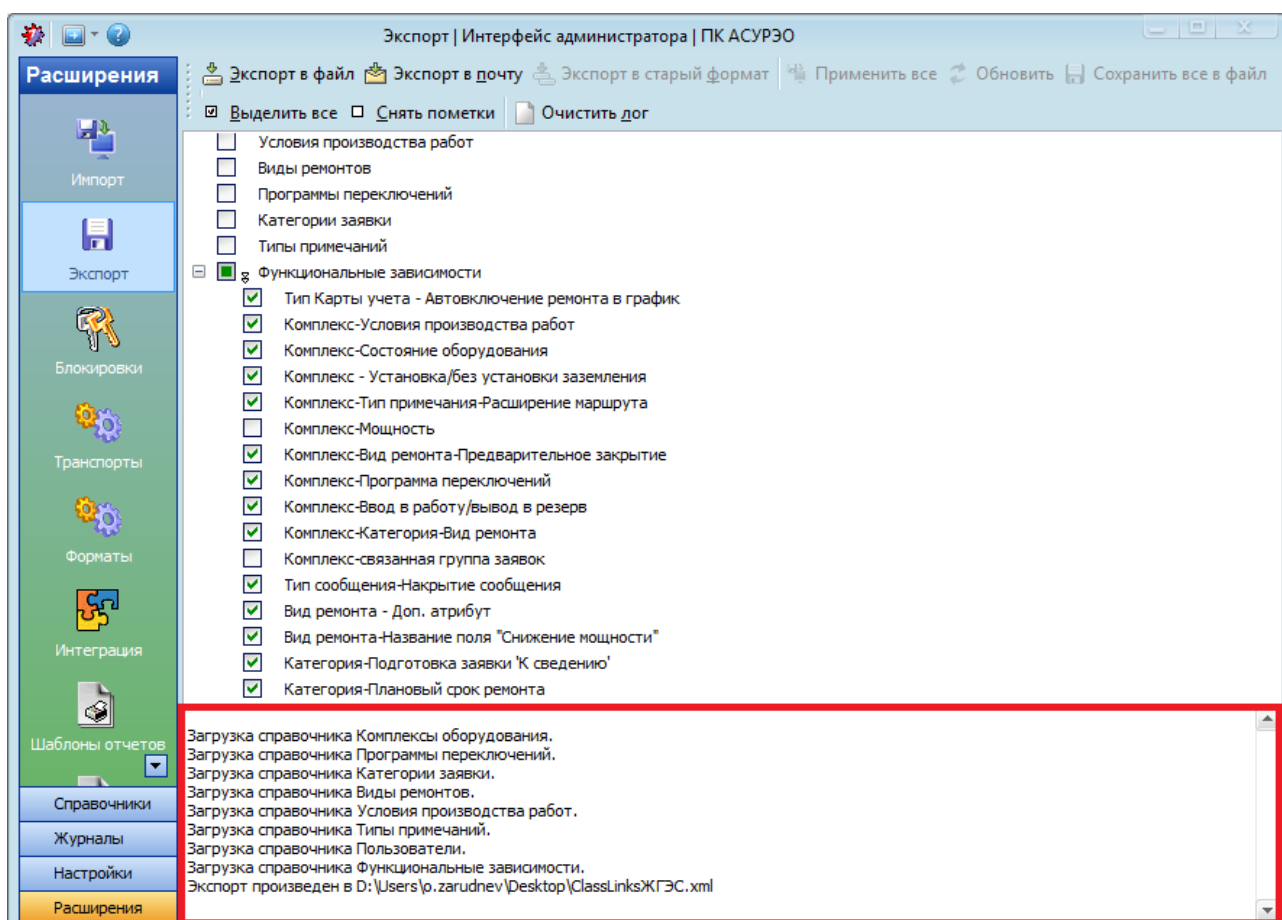 Экспорт | Интерфейс администратора | ПК АСУРЭО
Расширения
Экспорт в файл Экспорт в почту Экспорт в старый формат Применить все Обновить Сохранить все в файл
Выделить все Снять пометки Очистить лог
Импорт
Экспорт
Блокировки
Транспорты
Форматы
Интеграция
Шаблоны отчетов
Справочники
Журналы
Настройки
Расширения
Условия производства работ
Виды ремонтов
Программы переключений
Категории заявки
Типы примечаний
Функциональные зависимости
Тип Карты учета - Автовключение ремонта в график
Комплекс-Условия производства работ
Комплекс-Состояние оборудования
Комплекс - Установка/без установки заземления
Комплекс-Тип примечания-Расширение маршрута
Комплекс-Мощность
Комплекс-Вид ремонта-Предварительное закрытие
Комплекс-Программа переключений
Комплекс-Ввод в работу/вывод в резерв
Комплекс-Категория-Вид ремонта
Комплекс-связанная группа заявок
Тип сообщения-Накрытие сообщения
Вид ремонта - Доп. атрибут
Вид ремонта-Название поля "Снижение мощности"
Категория-Подготовка заявки 'К сведению'
Категория-Плановый срок ремонта
Загрузка справочника Комплексы оборудования.
Загрузка справочника Программы переключений.
Загрузка справочника Категории заявки.
Загрузка справочника Виды ремонтов.
Загрузка справочника Условия производства работ.
Загрузка справочника Типы примечаний.
Загрузка справочника Пользователи.
Загрузка справочника Функциональные зависимости.
Экспорт произведен в D:\Users\o.zarudnev\Desktop\ClassLinksЖГЭС.xml